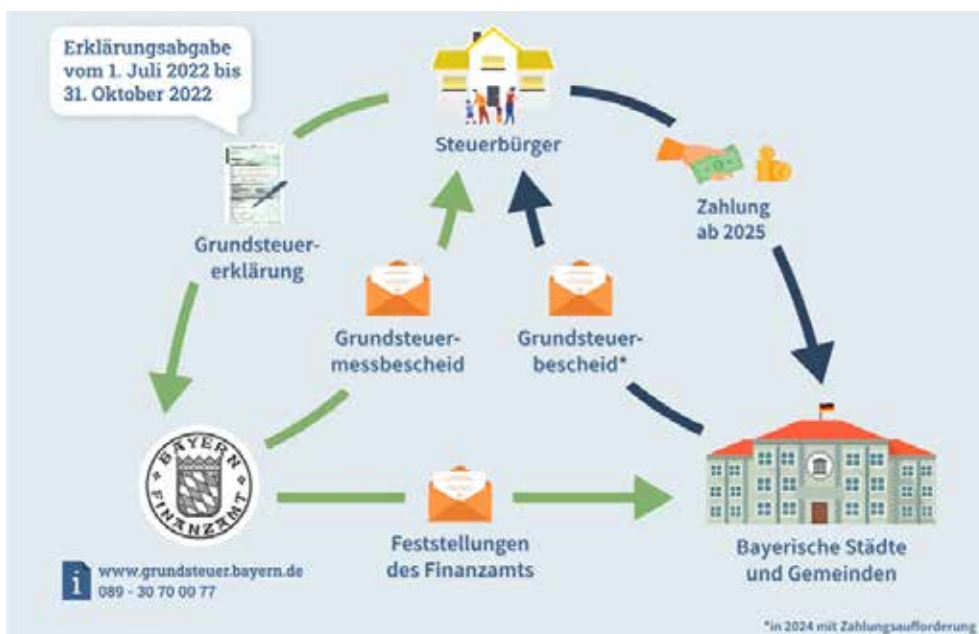 Erklärungsabgabe
vom 1. Juli 2022 bis
31. Oktober 2022
Steuerbürger
Grundsteuer-
erklärung
Zahlung
ab 2025
Grundsteuer-
messbescheid
Grundsteuer-
bescheid*
BAYERN
FINANZAMT
Feststellungen
des Finanzamts
Bayerische Städte
und Gemeinden
i
www.grundsteuer.bayern.de
089 - 30 70 00 77
*in 2024 mit Zahlungsaufforderung